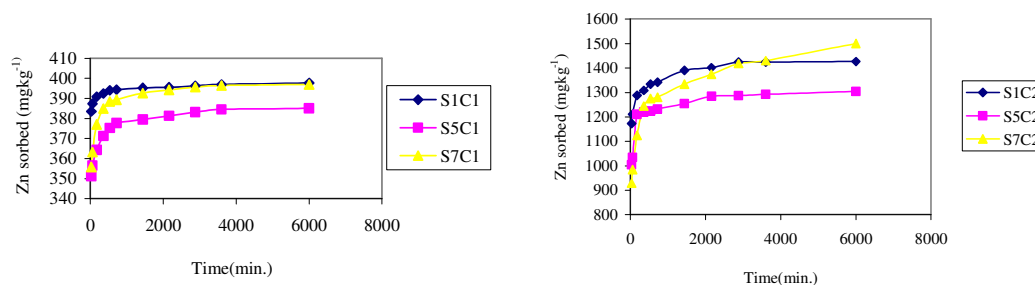 420
410
400
390
380
370
360
350
340
Zn sorbed (mgkg-1)
0 2000 4000 6000 8000
Time(min.)
S1C1
S5C1
S7C1
1600
1500
1400
1300
1200
1100
1000
900
800
Zn sorbed (mgkg-1)
0 2000 4000 6000 8000
Time(min.)
S1C2
S5C2
S7C2